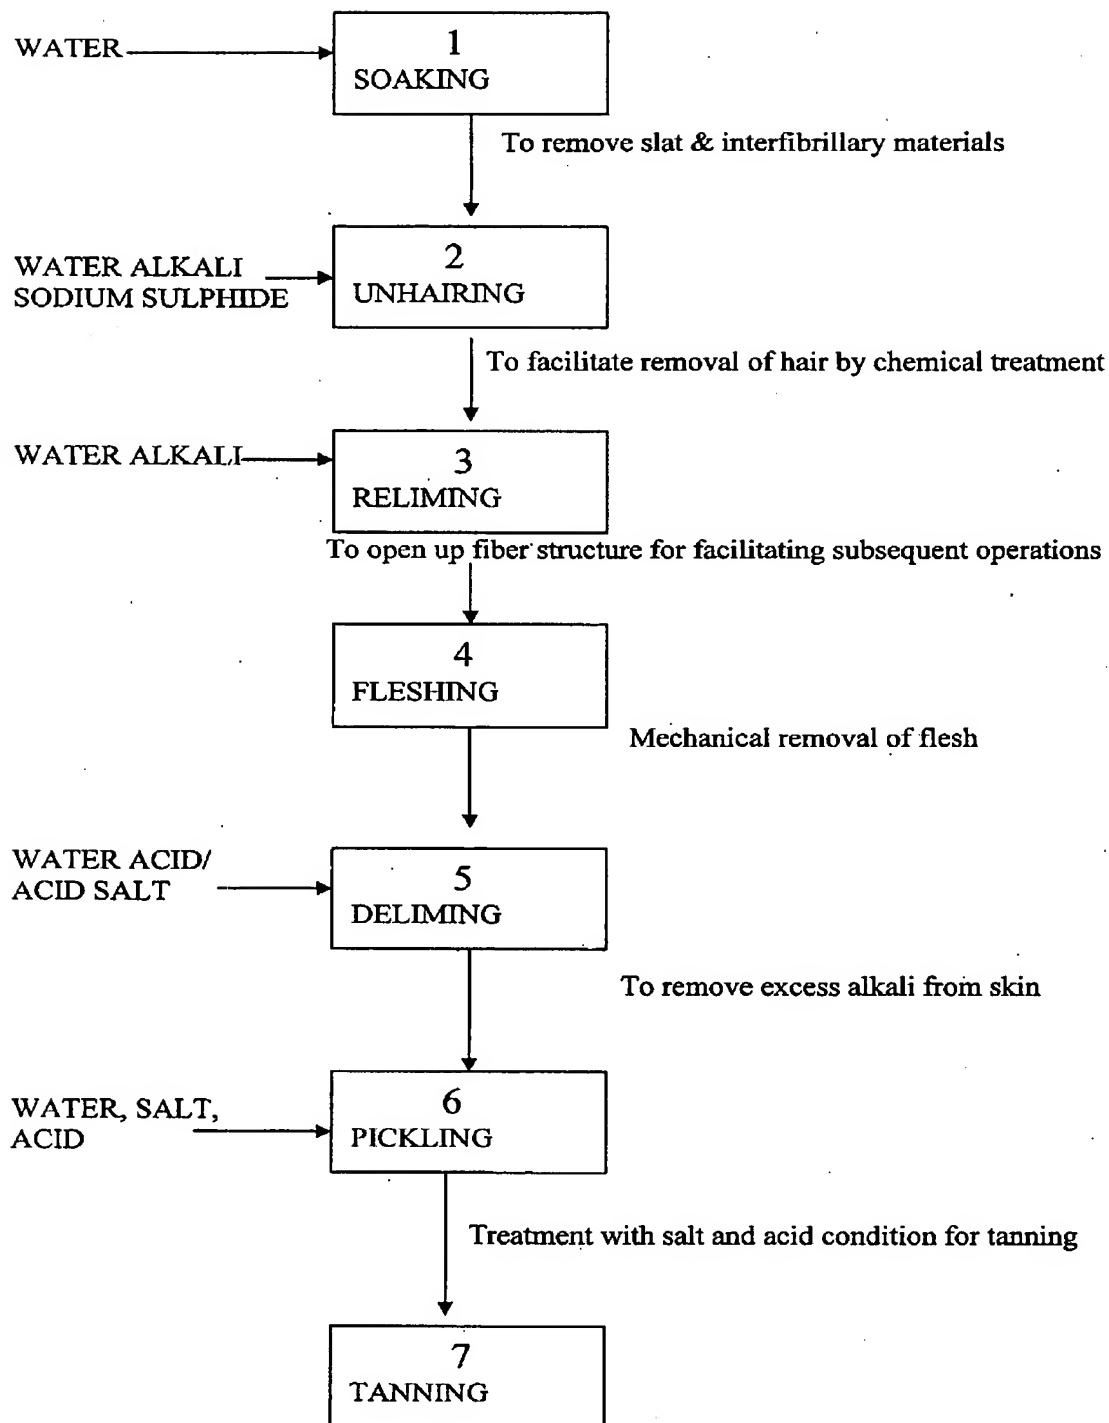 WATER
1
SOAKING
To remove slat & interfibrillary materials
WATER ALKALI
SODIUM SULPHIDE
2
UNHAIRING
To facilitate removal of hair by chemical treatment
WATER ALKALI
3
RELIMING
To open up fiber structure for facilitating subsequent operations
4
FLESHING
Mechanical removal of flesh
WATER ACID/
ACID SALT
5
DELIMING
To remove excess alkali from skin
WATER, SALT,
ACID
6
PICKLING
Treatment with salt and acid condition for tanning
7
TANNING